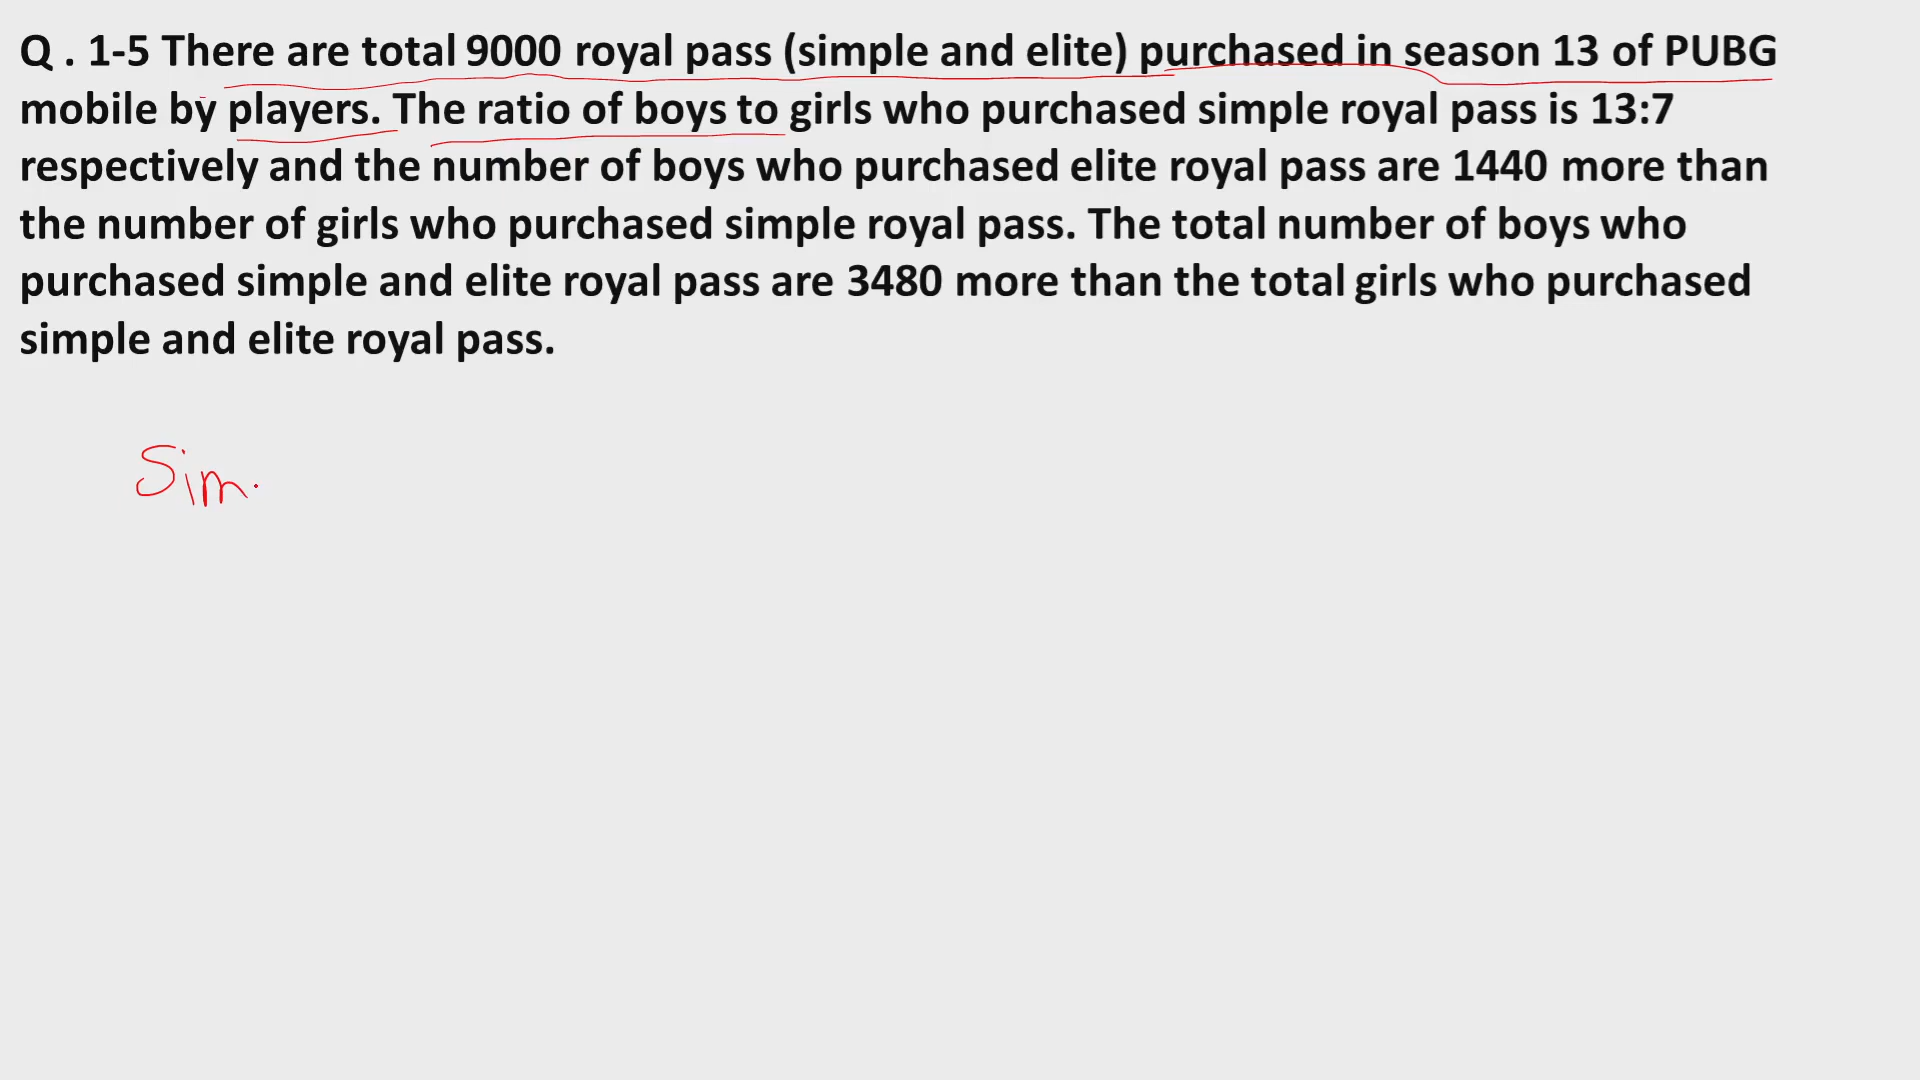 Q . 1-5 There are total 9000 royal pass (simple and elite) purchased in season 13 of PUBG
mobile by players. The ratio of boys to girls who purchased simple royal pass is 13:7
respectively and the number of boys who purchased elite royal pass are 1440 more than
the number of girls who purchased simple royal pass. The total number of boys who
purchased simple and elite royal pass are 3480 more than the total girls who purchased
simple and elite royal pass.
Sim.